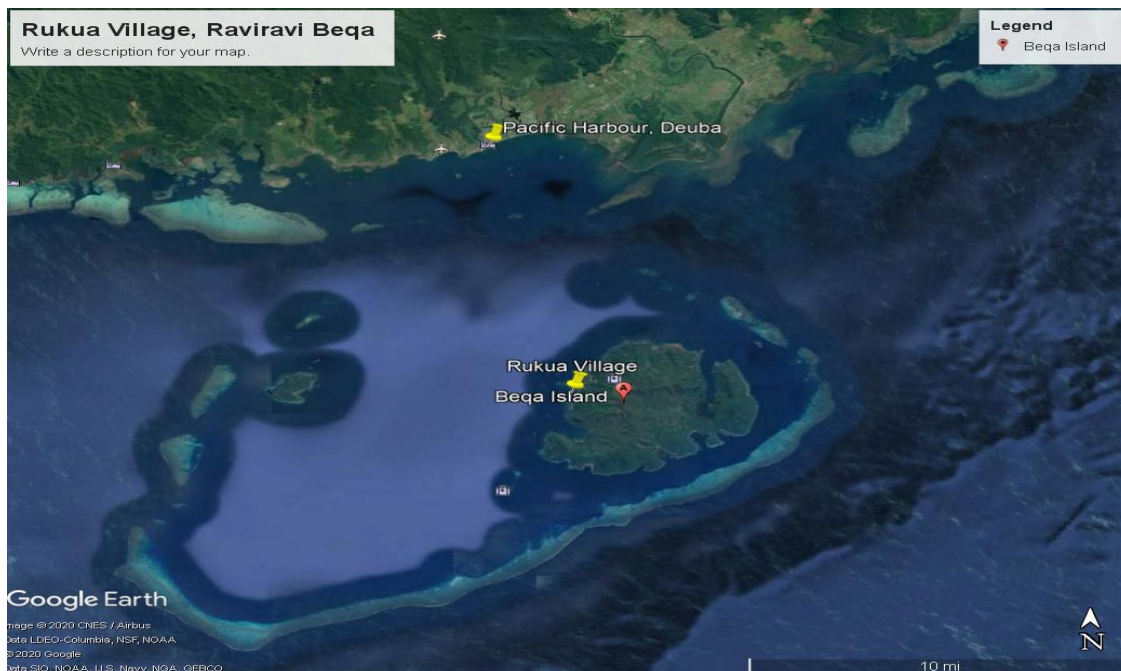 Rukua Village, Raviravi Beqa
Write a description for your map.
Legend
A Beqa Island
Pacific Harbour, Deuba
Rukua Village
Beqa Island
A
Google Earth
mage © 2020 CNES / Airbus
Data LDEO-Columbia, NSF, NOAA
©2020 Google
Data SIO, NOAA, U.S. Navy, NGA, GEBCO
N
10 mi